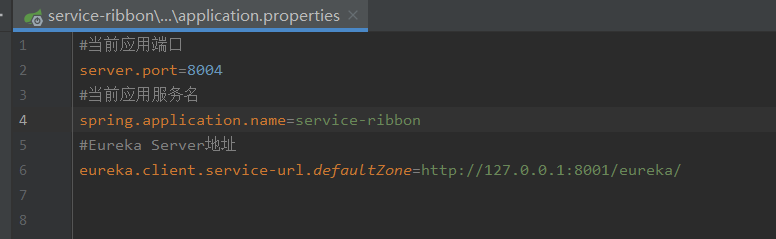 service-ribbon\...\application.properties
1 #当前应用端口
2 server.port=8004
3 #当前应用服务名
4 spring.application.name=service-ribbon
5 #Eureka Server地址
6 eureka.client.service-url.defaultZone=http://127.0.0.1:8001/eureka/
7
8